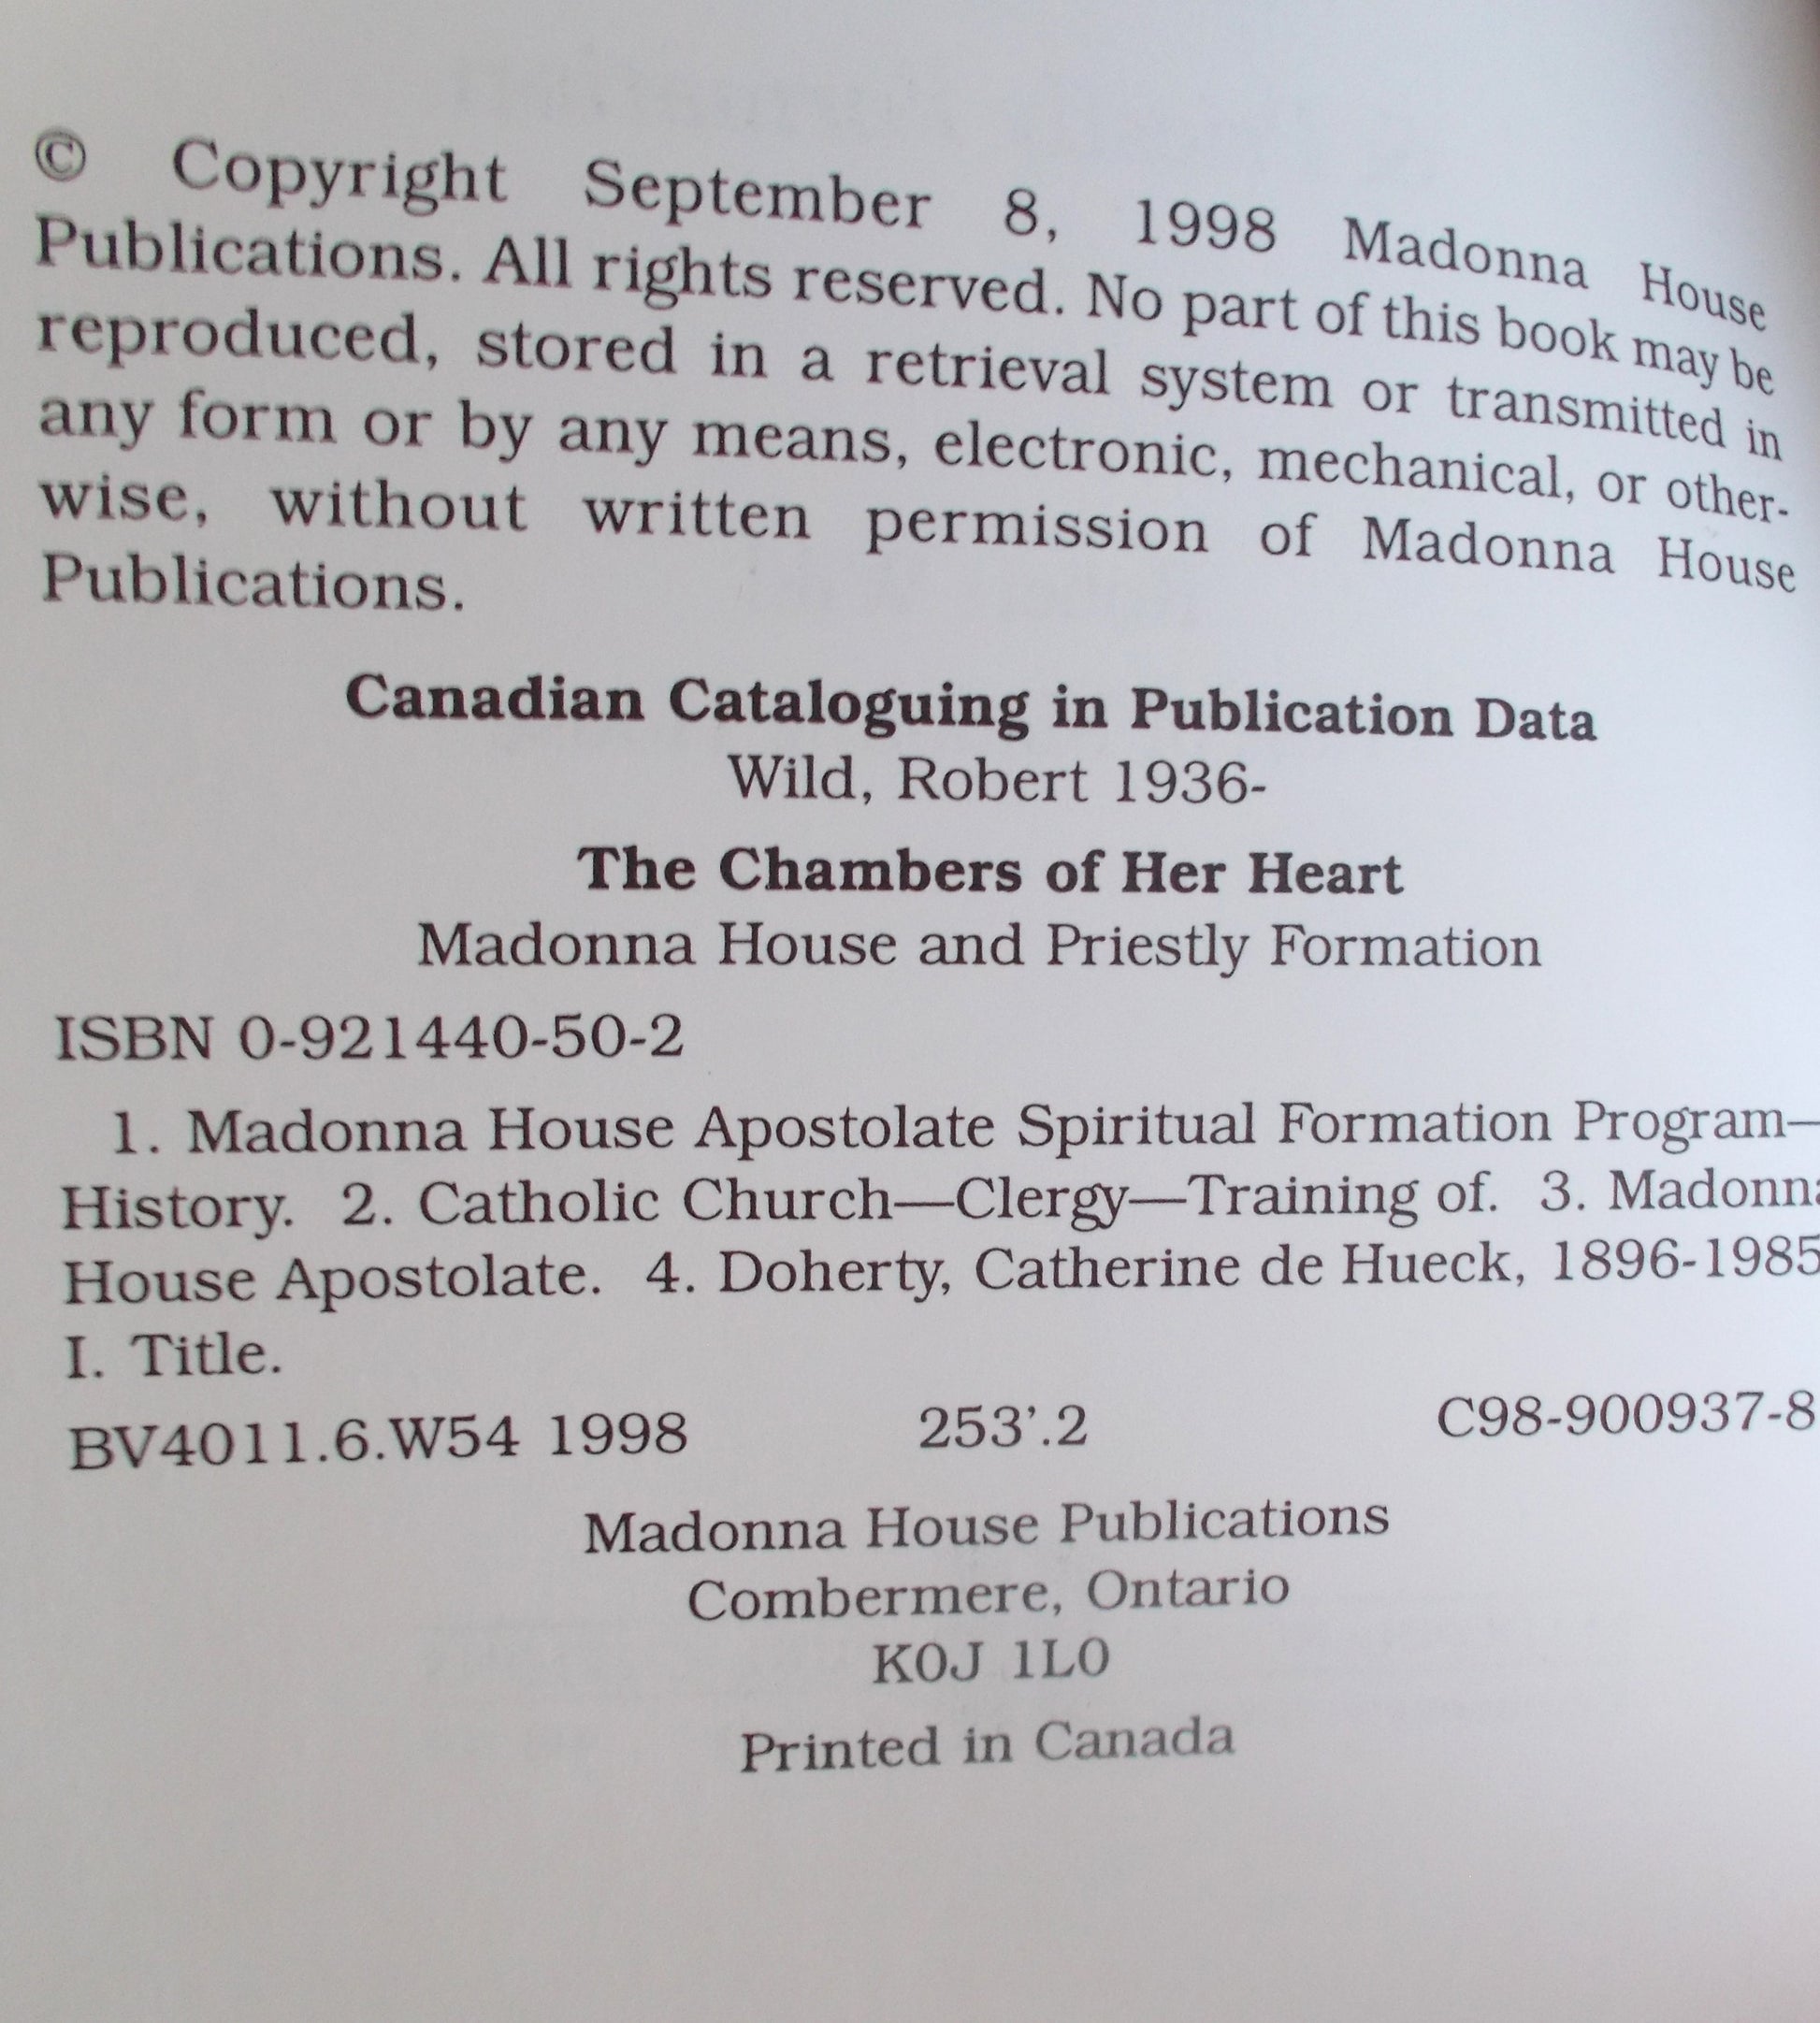 © Copyright September 8, 1998 Madonna House
Publications. All rights reserved. No part of this book may be
reproduced, stored in a retrieval system or transmitted in
any form or by any means, electronic, mechanical, or other-
wise, without written permission of Madonna House
Publications.
Canadian Cataloguing in Publication Data
Wild, Robert 1936-
The Chambers of Her Heart
Madonna House and Priestly Formation
ISBN 0-921440-50-2
1. Madonna House Apostolate Spiritual Formation Program—
History. 2. Catholic Church—Clergy—Training of. 3. Madonna
House Apostolate. 4. Doherty, Catherine de Hueck, 1896-1985
I. Title.
BV4011.6.W54 1998 253'.2 C98-900937-8
Madonna House Publications
Combermere, Ontario
K0J 1L0
Printed in Canada